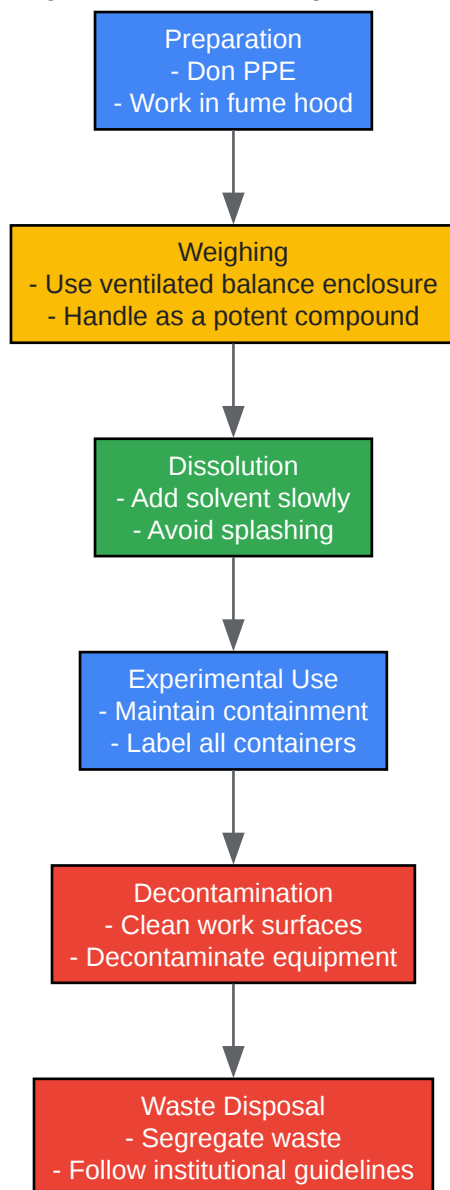 Preparation
- Don PPE
- Work in fume hood
Weighing
- Use ventilated balance enclosure
- Handle as a potent compound
Dissolution
- Add solvent slowly
- Avoid splashing
Experimental Use
- Maintain containment
- Label all containers
Decontamination
- Clean work surfaces
- Decontaminate equipment
Waste Disposal
- Segregate waste
- Follow institutional guidelines